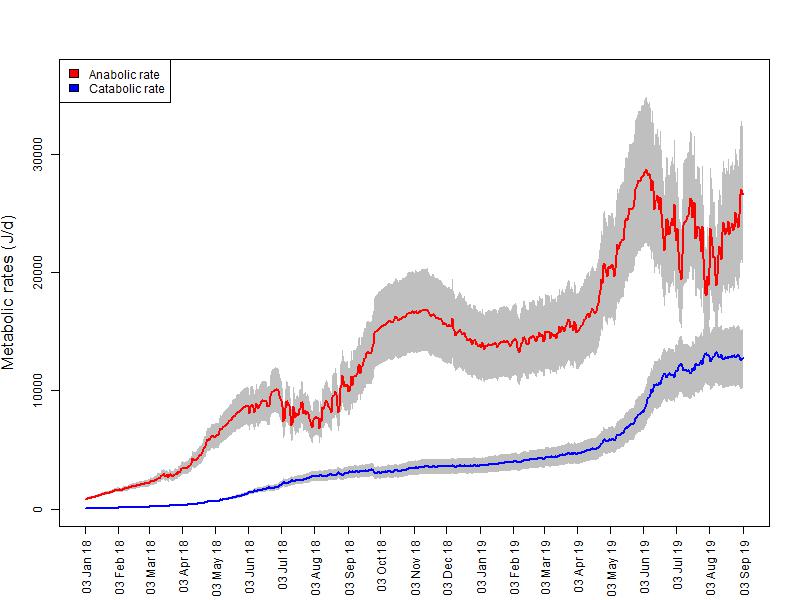 Anabolic rate
Catabolic rate
Metabolic rates (J/d)
30000
20000
10000
0
03 Jan 18
03 Feb 18
03 Mar 18
03 Apr 18
03 May 18
03 Jun 18
03 Jul 18
03 Aug 18
03 Sep 18
03 Oct 18
03 Nov 18
03 Dec 18
03 Jan 19
03 Feb 19
03 Mar 19
03 Apr 19
03 May 19
03 Jun 19
03 Jul 19
03 Aug 19
03 Sep 19